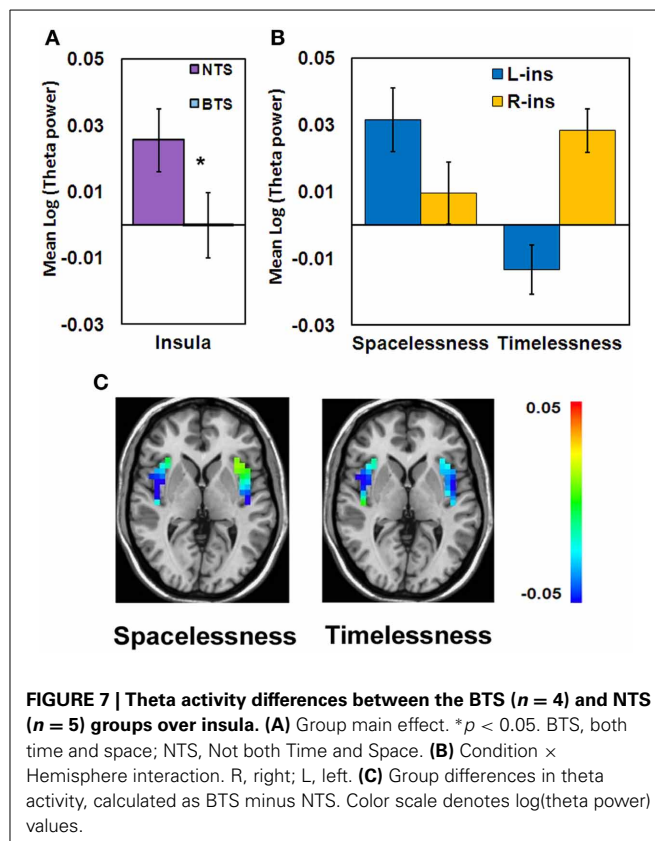 A
B
Mean Log (Theta power)
0.05
0.03
0.01
-0.01
-0.03
NTS
BTS
*
Insula
Mean Log (Theta power)
0.05
0.03
0.01
-0.01
-0.03
L-ins
R-ins
Spacelessness Timelessness
C
0.05
-0.05
Spacelessness Timelessness
FIGURE 7 | Theta activity differences between the BTS (n = 4) and NTS
(n = 5) groups over insula. (A) Group main effect. *p < 0.05. BTS, both
time and space; NTS, Not both Time and Space. (B) Condition ×
Hemisphere interaction. R, right; L, left. (C) Group differences in theta
activity, calculated as BTS minus NTS. Color scale denotes log(theta power)
values.